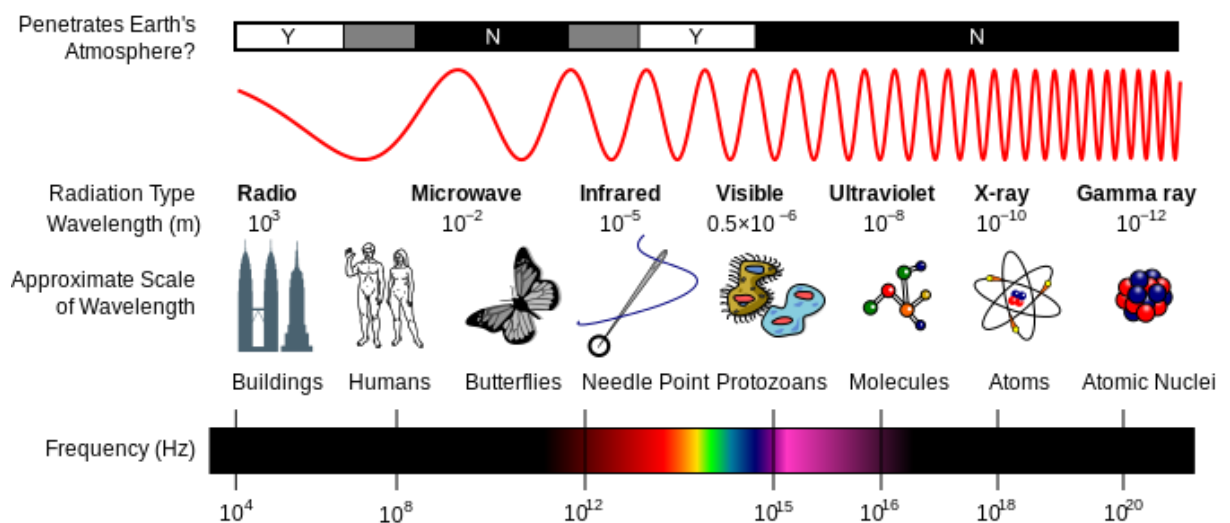 Penetrates Earth's
Atmosphere?
Y N Y N
Radiation Type
Radio Microwave Infrared Visible Ultraviolet X-ray Gamma ray
Wavelength (m)
10³ 10⁻² 10⁻⁵ 0.5×10⁻⁶ 10⁻⁸ 10⁻¹⁰ 10⁻¹²
Approximate Scale
of Wavelength
Buildings Humans Butterflies Needle Point Protozoans Molecules Atoms Atomic Nuclei
Frequency (Hz)
10⁴ 10⁸ 10¹² 10¹⁵ 10¹⁶ 10¹⁸ 10²⁰